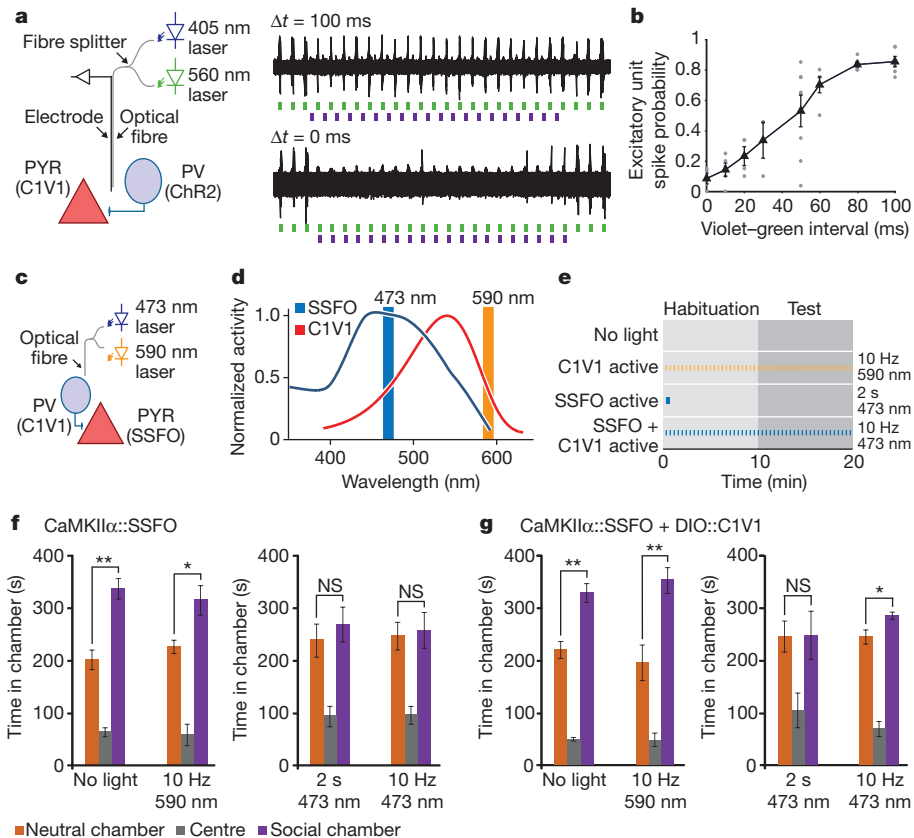 a
Fibre splitter
405 nm
laser
560 nm
laser
Electrode
Optical
fibre
PYR
(C1V1)
PV
(ChR2)
Δt = 100 ms
Δt = 0 ms
b
Excitatory unit
spike probability
1
0.8
0.6
0.4
0.2
0
0 20 40 60 80 100
Violet–green interval (ms)
c
473 nm
laser
590 nm
laser
Optical
fibre
PV
(C1V1)
PYR
(SSFO)
d
473 nm 590 nm
SSFO
C1V1
Normalized activity
1.0
0.5
0
400 500 600
Wavelength (nm)
e
Habituation Test
No light
C1V1 active
10 Hz
590 nm
SSFO active
2 s
473 nm
SSFO +
C1V1 active
10 Hz
473 nm
0 10 20
Time (min)
f CaMKIIα::SSFO
Time in chamber (s)
400
300
200
100
0
** *
No light 10 Hz
590 nm
400
300
200
100
0
NS NS
2 s 10 Hz
473 nm 473 nm
g CaMKIIα::SSFO + DIO::C1V1
Time in chamber (s)
400
300
200
100
0
** **
No light 10 Hz
590 nm
400
300
200
100
0
NS *
2 s 10 Hz
473 nm 473 nm
Neutral chamber Centre Social chamber